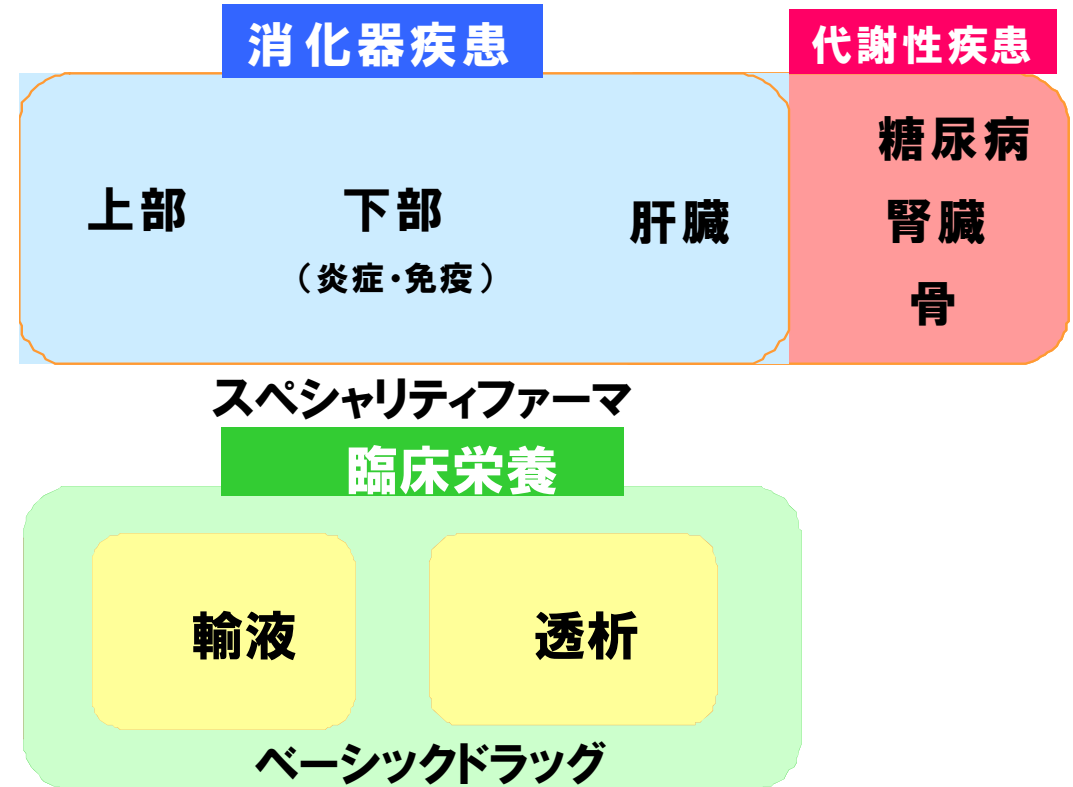 消化器疾患
代謝性疾患
上部
下部
（炎症・免疫）
肝臓
糖尿病
腎臓
骨
スペシャリティファーマ
臨床栄養
輸液
透析
ベーシックドラッグ